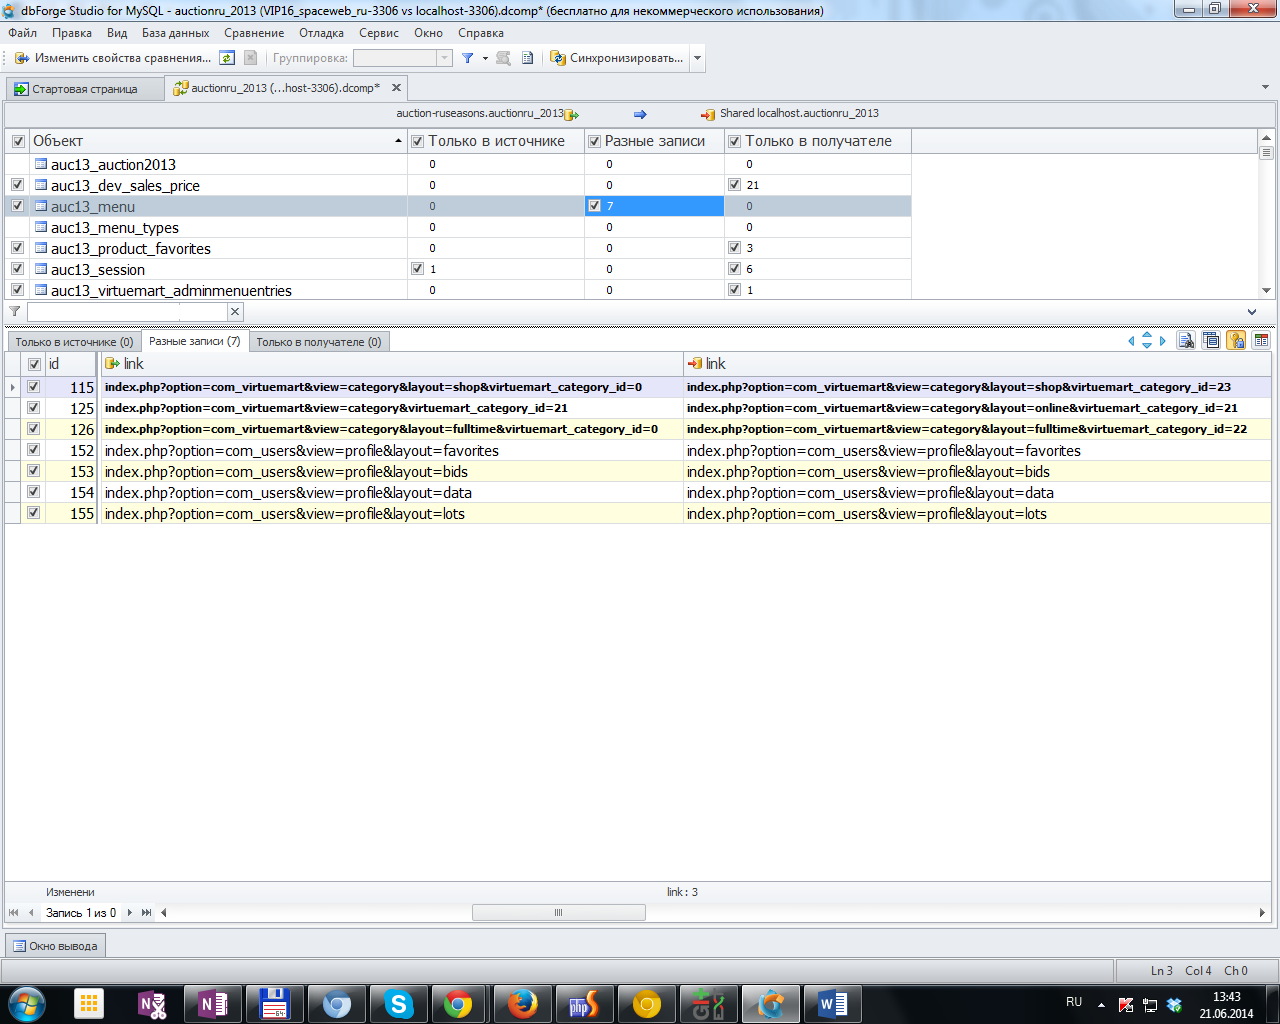 dbForge Studio for MySQL - auctionru_2013 (VIP16_spaceweb_ru-3306 vs localhost-3306).dcomp* (бесплатно для некоммерческого использования)
Файл Правка Вид База данных Сравнение Отладка Сервис Окно Справка
Изменить свойства сравнения... Группировка: Синхронизировать...
Стартовая страница auctionru_2013 (...host-3306).dcomp*
auction-ruseasons.auctionru_2013 Shared localhost.auctionru_2013
Объект Только в источнике Разные записи Только в получателе
auc13_auction2013 0 0 0
auc13_dev_sales_price 0 0 21
auc13_menu 0 7 0
auc13_menu_types 0 0 0
auc13_product_favorites 0 0 3
auc13_session 1 0 6
auc13_virtuemart_adminmenuentries 0 0 1
Только в источнике (0) Разные записи (7) Только в получателе (0)
id link link
115 index.php?option=com_virtuemart&view=category&layout=shop&virtuemart_category_id=0 index.php?option=com_virtuemart&view=category&layout=shop&virtuemart_category_id=23
125 index.php?option=com_virtuemart&view=category&virtuemart_category_id=21 index.php?option=com_virtuemart&view=category&layout=online&virtuemart_category_id=21
126 index.php?option=com_virtuemart&view=category&layout=fulltime&virtuemart_category_id=0 index.php?option=com_virtuemart&view=category&layout=fulltime&virtuemart_category_id=22
152 index.php?option=com_users&view=profile&layout=favorites index.php?option=com_users&view=profile&layout=favorites
153 index.php?option=com_users&view=profile&layout=bids index.php?option=com_users&view=profile&layout=bids
154 index.php?option=com_users&view=profile&layout=data index.php?option=com_users&view=profile&layout=data
155 index.php?option=com_users&view=profile&layout=lots index.php?option=com_users&view=profile&layout=lots
Изменени link : 3
Запись 1 из 0
Окно вывода
Ln 3 Col 4 Ch 0
RU 13:43
21.06.2014